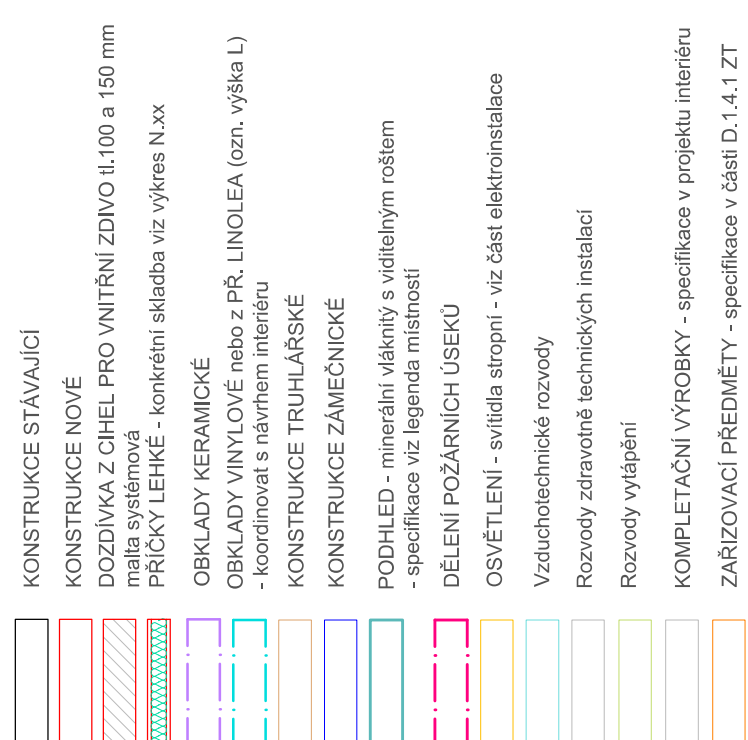 KONSTRUKCE STÁVAJÍCÍ
KONSTRUKCE NOVÉ
DOZDÍVKA Z CIHEL PRO VNITŘNÍ ZDIVO tl.100 a 150 mm
malta systémová
PŘÍČKY LEHKÉ - konkrétní skladba viz výkres N.xx
OBKLADY KERAMICKÉ
OBKLADY VINYLOVÉ nebo z PŘ. LINOLEA (ozn. výška L)
- koordinovat s návrhem interiéru
KONSTRUKCE TRUHLÁŘSKÉ
KONSTRUKCE ZÁMEČNICKÉ
PODHLED - minerální vláknitý s viditelným roštem
- specifikace viz legenda místností
DĚLENÍ POŽÁRNÍCH ÚSEKŮ
OSVĚTLENÍ - svítidla stropní - viz část elektroinstalace
Vzduchotechnické rozvody
Rozvody zdravotně technických instalací
Rozvody vytápění
KOMPLETAČNÍ VÝROBKY - specifikace v projektu interiéru
ZAŘIZOVACÍ PŘEDMĚTY - specifikace v části D.1.4.1 ZT